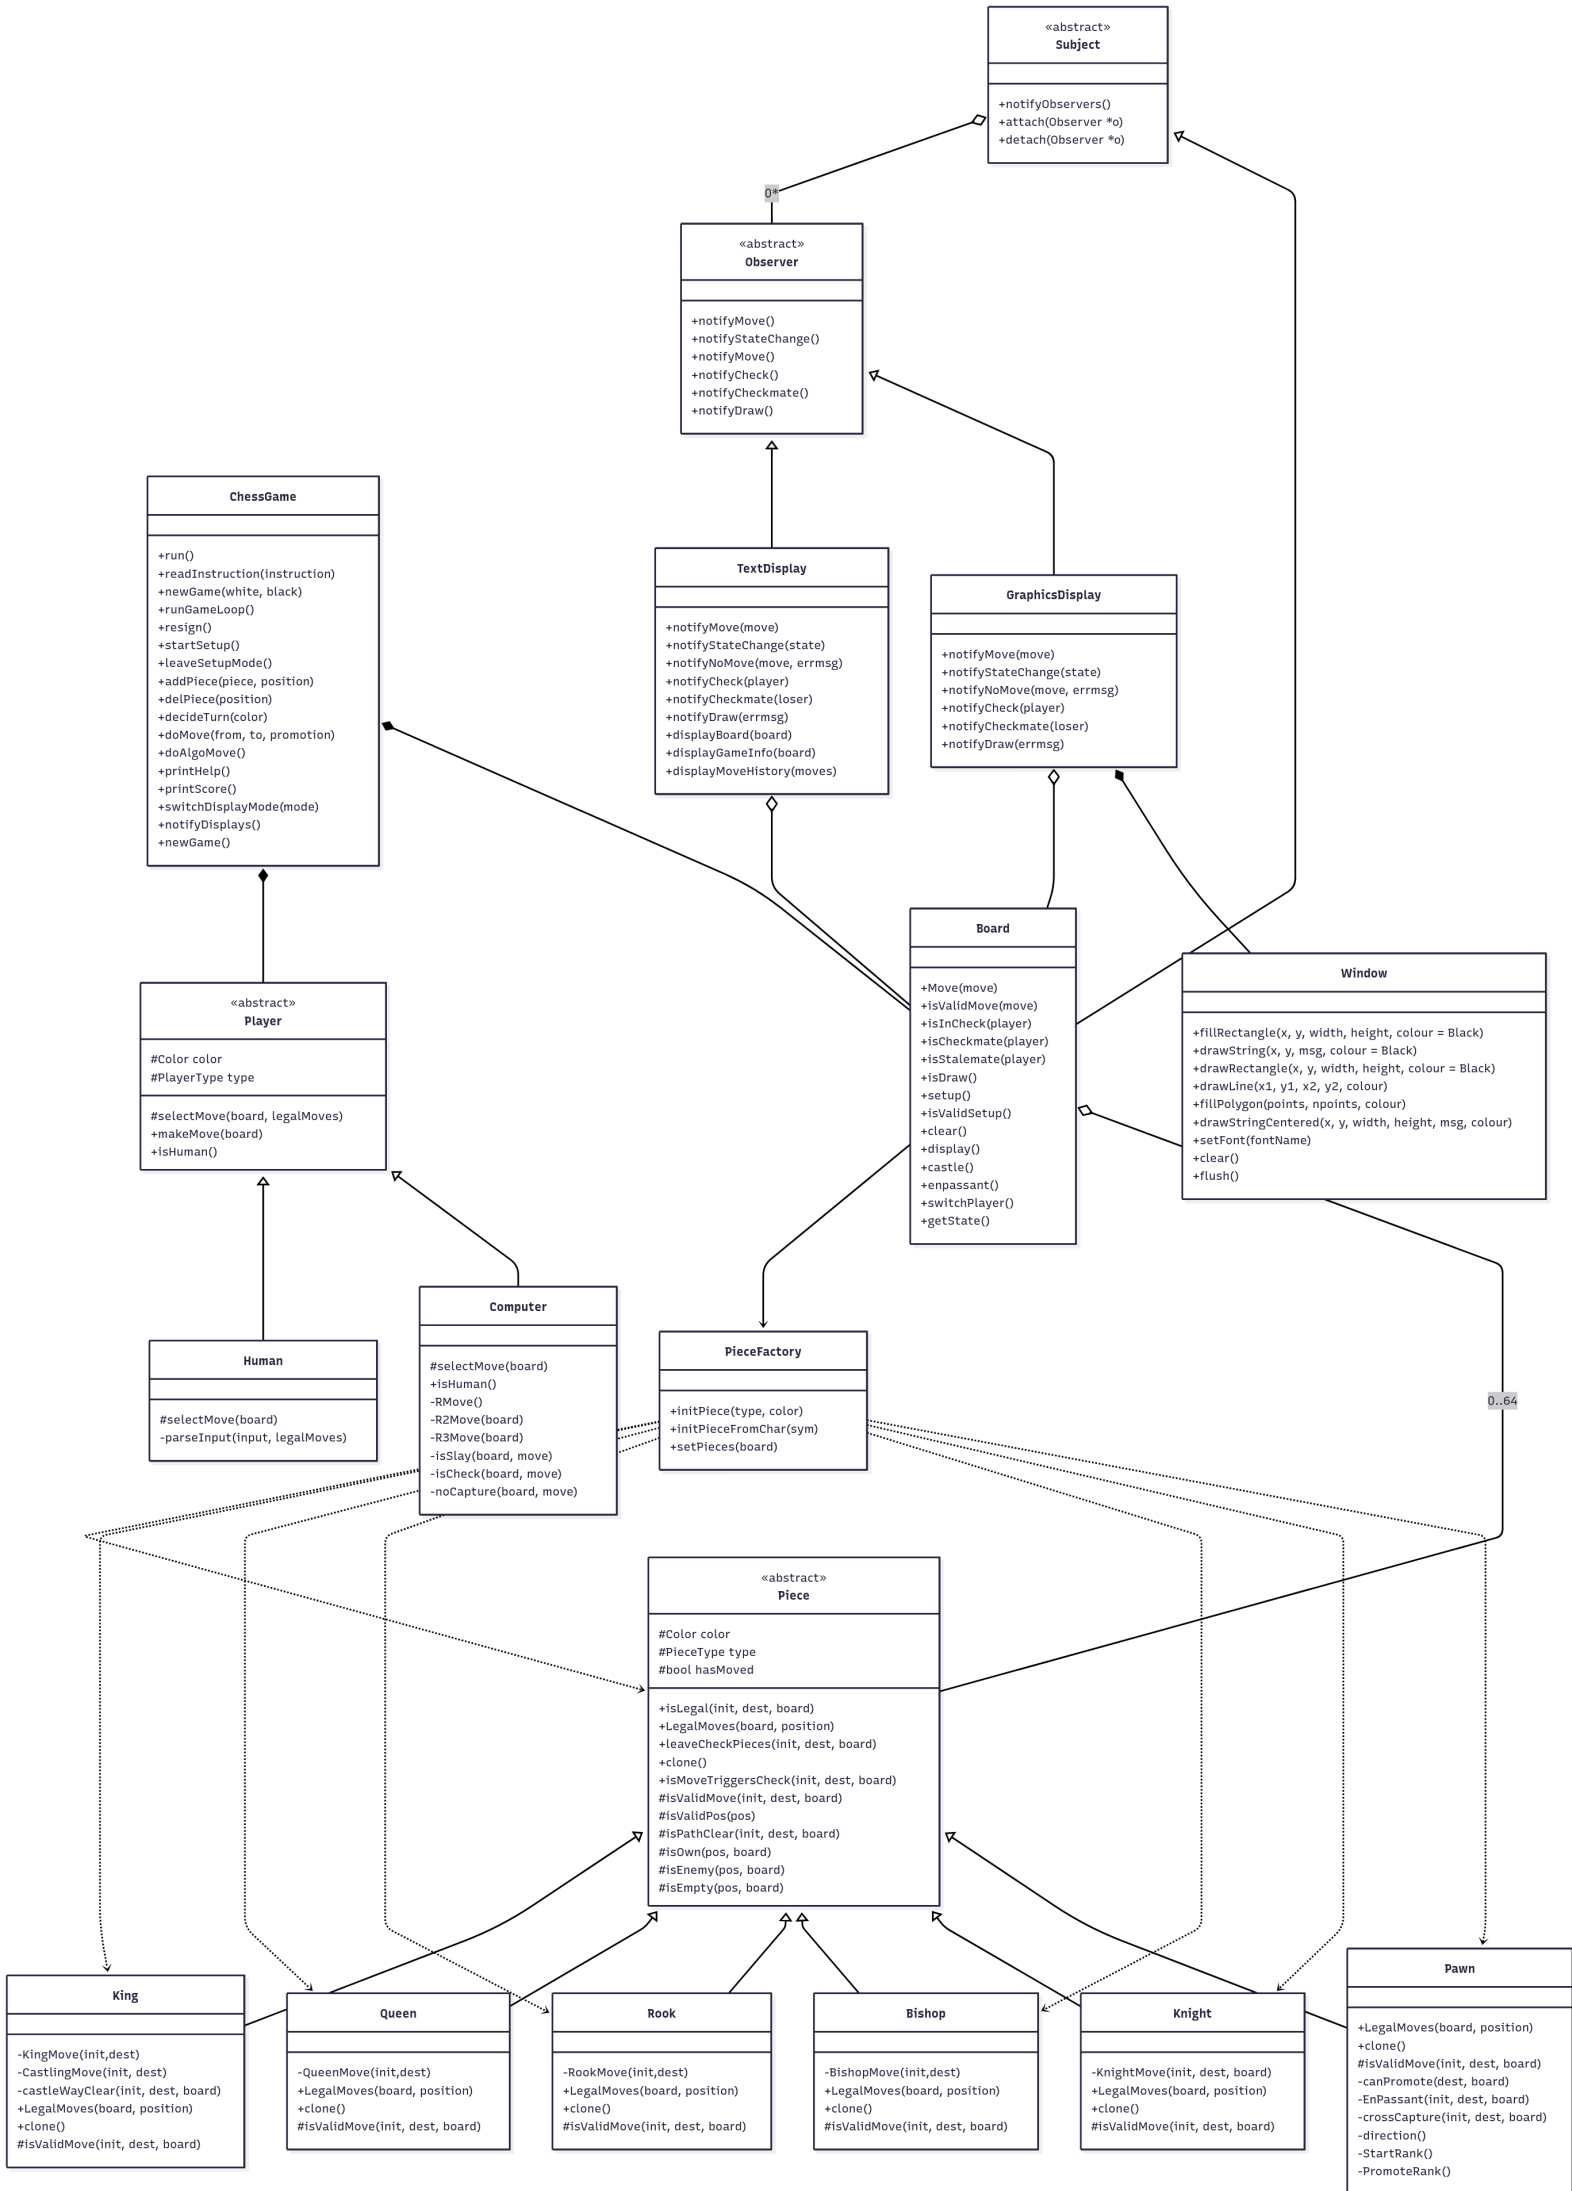 «abstract»
Subject
+notifyObservers()
+attach(Observer *o)
+detach(Observer *o)
0*
«abstract»
Observer
+notifyMove()
+notifyStateChange()
+notifyMove()
+notifyCheck()
+notifyCheckmate()
+notifyDraw()
ChessGame
+run()
+readInstruction(instruction)
+newGame(white, black)
+runGameLoop()
+resign()
+startSetup()
+leaveSetupMode()
+addPiece(piece, position)
+delPiece(position)
+decideTurn(color)
+doMove(from, to, promotion)
+doAlgoMove()
+printHelp()
+printScore()
+switchDisplayMode(mode)
+notifyDisplays()
+newGame()
TextDisplay
+notifyMove(move)
+notifyStateChange(state)
+notifyNoMove(move, errmsg)
+notifyCheck(player)
+notifyCheckmate(loser)
+notifyDraw(errmsg)
+displayBoard(board)
+displayGameInfo(board)
+displayMoveHistory(moves)
GraphicsDisplay
+notifyMove(move)
+notifyStateChange(state)
+notifyNoMove(move, errmsg)
+notifyCheck(player)
+notifyCheckmate(loser)
+notifyDraw(errmsg)
Board
+Move(move)
+isValidMove(move)
+isInCheck(player)
+isCheckmate(player)
+isStalemate(player)
+isDraw()
+setup()
+isValidSetup()
+clear()
+display()
+castle()
+enpassant()
+switchPlayer()
+getState()
Window
+fillRectangle(x, y, width, height, colour = Black)
+drawString(x, y, msg, colour = Black)
+drawRectangle(x, y, width, height, colour = Black)
+drawLine(x1, y1, x2, y2, colour)
+fillPolygon(points, npoints, colour)
+drawStringCentered(x, y, width, height, msg, colour)
+setFont(fontName)
+clear()
+flush()
«abstract»
Player
#Color color
#PlayerType type
#selectMove(board, legalMoves)
+makeMove(board)
+isHuman()
Human
#selectMove(board)
-parseInput(input, legalMoves)
Computer
#selectMove(board)
+isHuman()
-RMove()
-R2Move(board)
-R3Move(board)
-isSlay(board, move)
-isCheck(board, move)
-noCapture(board, move)
PieceFactory
+initPiece(type, color)
+initPieceFromChar(sym)
+setPieces(board)
0..64
«abstract»
Piece
#Color color
#PieceType type
#bool hasMoved
+isLegal(init, dest, board)
+LegalMoves(board, position)
+leaveCheckPieces(init, dest, board)
+clone()
+isMoveTriggersCheck(init, dest, board)
#isValidMove(init, dest, board)
#isValidPos(pos)
#isPathClear(init, dest, board)
#isOwn(pos, board)
#isEnemy(pos, board)
#isEmpty(pos, board)
King
-KingMove(init,dest)
-CastlingMove(init, dest)
-castleWayClear(init, dest, board)
+LegalMoves(board, position)
+clone()
#isValidMove(init, dest, board)
Queen
-QueenMove(init,dest)
+LegalMoves(board, position)
+clone()
#isValidMove(init, dest, board)
Rook
-RookMove(init,dest)
+LegalMoves(board, position)
+clone()
#isValidMove(init, dest, board)
Bishop
-BishopMove(init,dest)
+LegalMoves(board, position)
+clone()
#isValidMove(init, dest, board)
Knight
-KnightMove(init, dest, board)
+LegalMoves(board, position)
+clone()
#isValidMove(init, dest, board)
Pawn
+LegalMoves(board, position)
+clone()
#isValidMove(init, dest, board)
-canPromote(dest, board)
-EnPassant(init, dest, board)
-crossCapture(init, dest, board)
-direction()
-StartRank()
-PromoteRank()